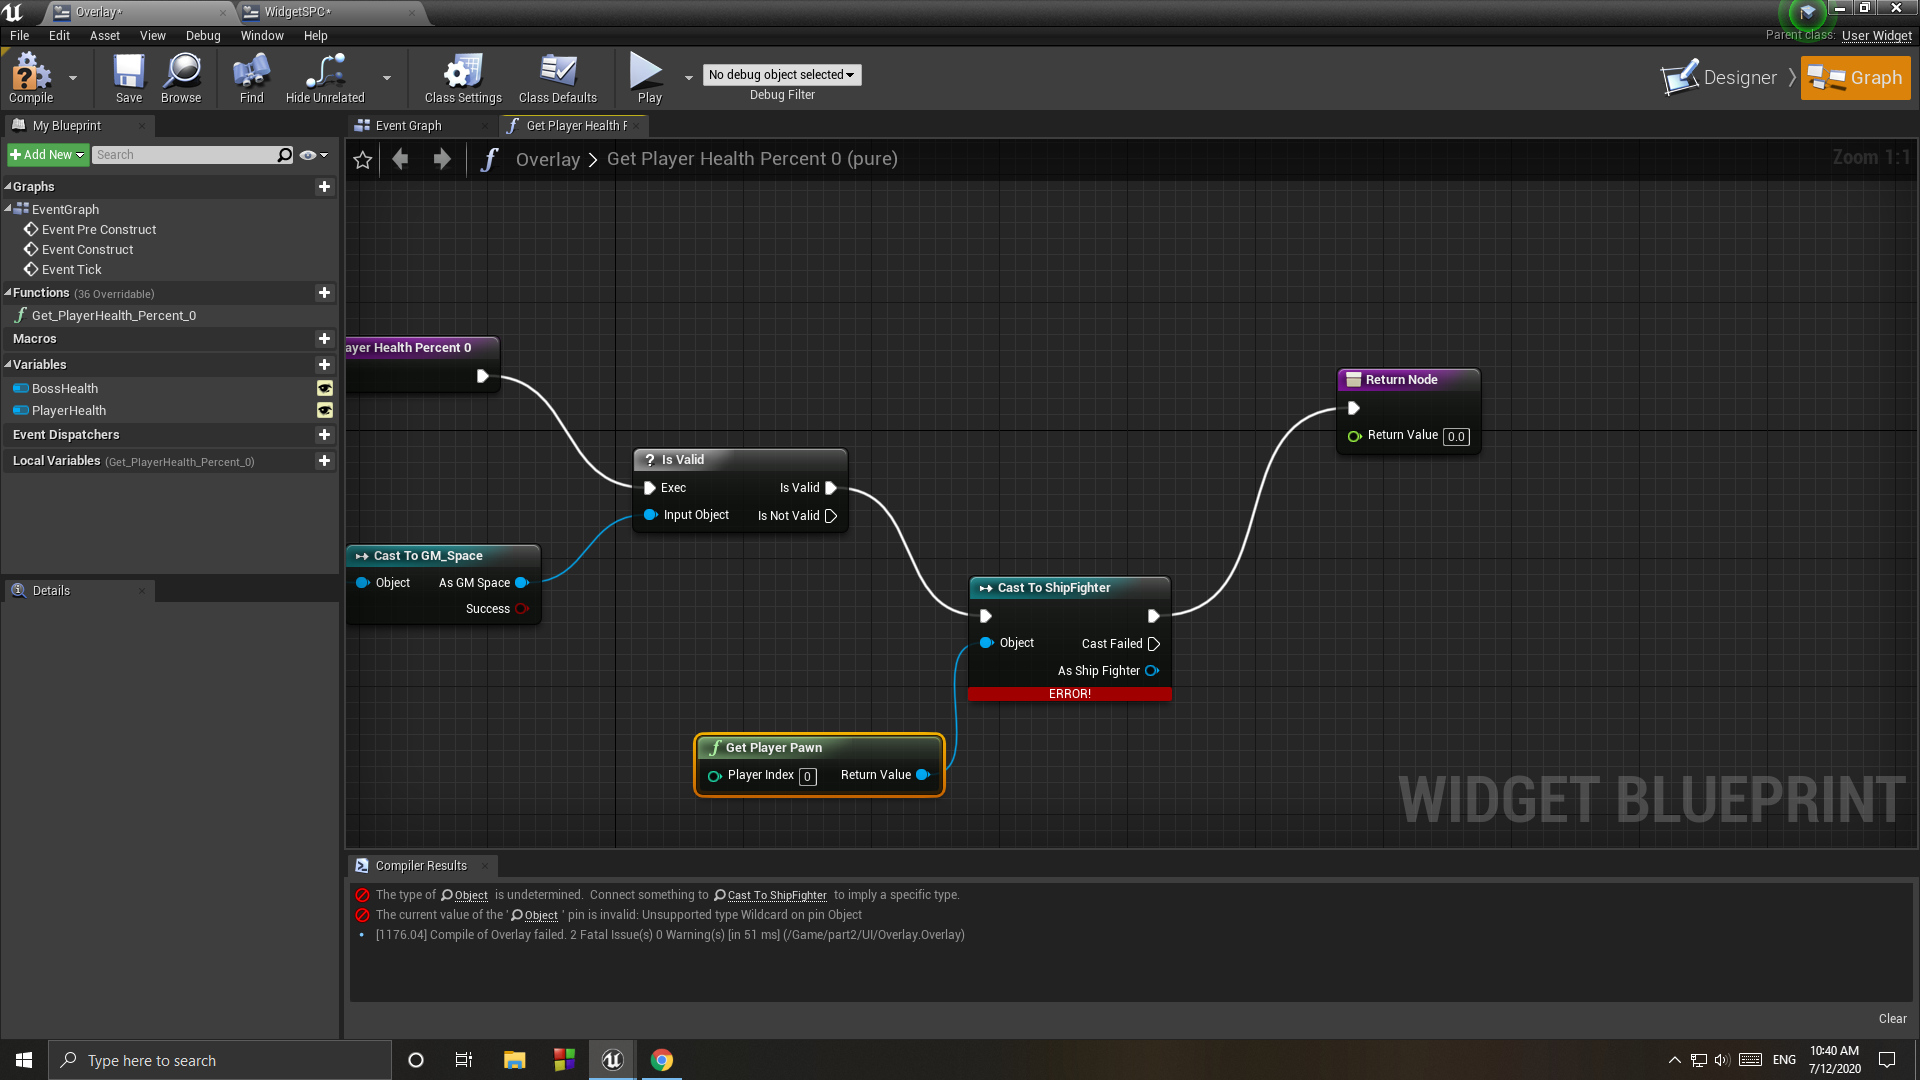 Overlay*
WidgetSPC*
File Edit Asset View Debug Window Help
Parent class: User Widget
Compile
Save
Browse
Find
Hide Unrelated
Class Settings
Class Defaults
Play
No debug object selected
Debug Filter
Designer
Graph
My Blueprint
Event Graph
Get Player Health F
Add New
Search
Overlay > Get Player Health Percent 0 (pure)
Zoom 1:1
Graphs
EventGraph
Event Pre Construct
Event Construct
Event Tick
Functions (36 Overridable)
Get_PlayerHealth_Percent_0
Macros
Variables
BossHealth
PlayerHealth
Event Dispatchers
Local Variables (Get_PlayerHealth_Percent_0)
Details
ayer Health Percent 0
? Is Valid
Exec
Is Valid
Input Object
Is Not Valid
Cast To GM_Space
Object
As GM Space
Success
Cast To ShipFighter
Object
Cast Failed
As Ship Fighter
ERROR!
Get Player Pawn
Player Index 0
Return Value
Return Node
Return Value 0.0
WIDGET BLUEPRINT
Compiler Results
The type of Object is undetermined. Connect something to Cast To ShipFighter to imply a specific type.
The current value of the ' Object ' pin is invalid: Unsupported type Wildcard on pin Object
[1176.04] Compile of Overlay failed. 2 Fatal Issue(s) 0 Warning(s) [in 51 ms] (/Game/part2/UI/Overlay.Overlay)
Clear
Type here to search
ENG
10:40 AM
7/12/2020